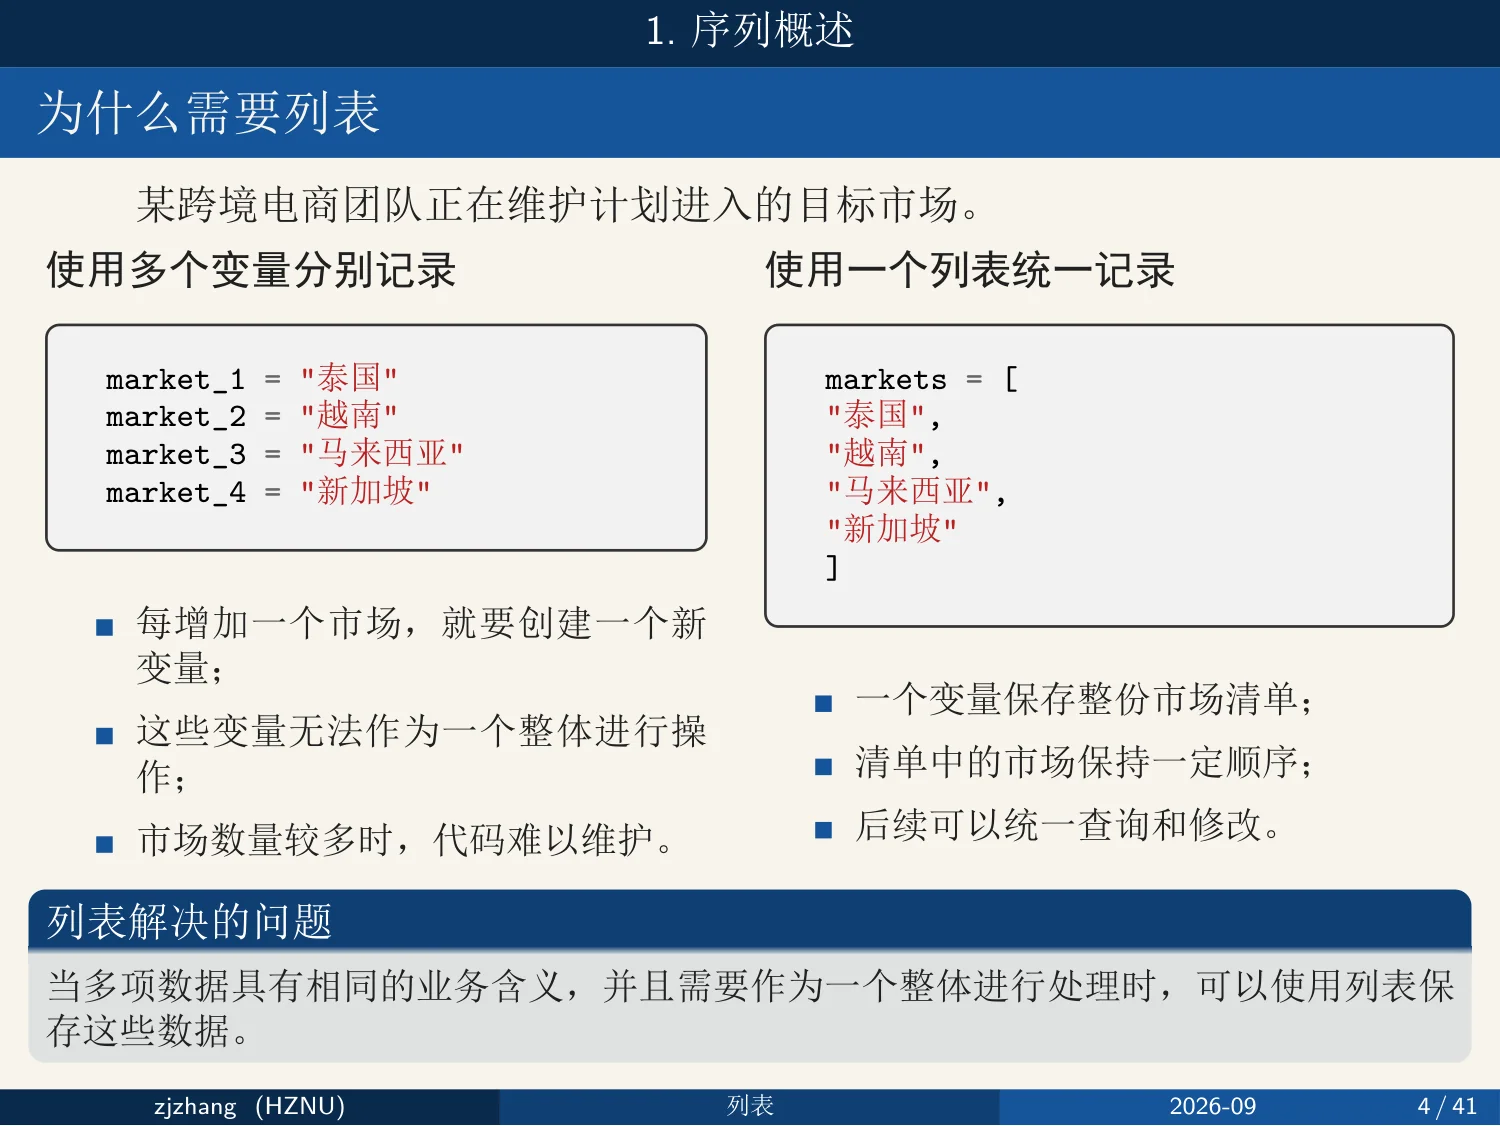 1. 序列概述
为什么需要列表
某跨境电商团队正在维护计划进入的目标市场。
使用多个变量分别记录
market_1 = "泰国"
market_2 = "越南"
market_3 = "马来西亚"
market_4 = "新加坡"
每增加一个市场，就要创建一个新
变量；
这些变量无法作为一个整体进行操
作；
市场数量较多时，代码难以维护。
使用一个列表统一记录
markets = [
"泰国",
"越南",
"马来西亚",
"新加坡"
]
一个变量保存整份市场清单；
清单中的市场保持一定顺序；
后续可以统一查询和修改。
列表解决的问题
当多项数据具有相同的业务含义，并且需要作为一个整体进行处理时，可以使用列表保
存这些数据。
zjzhang (HZNU) 列表 2026-09 4 / 41